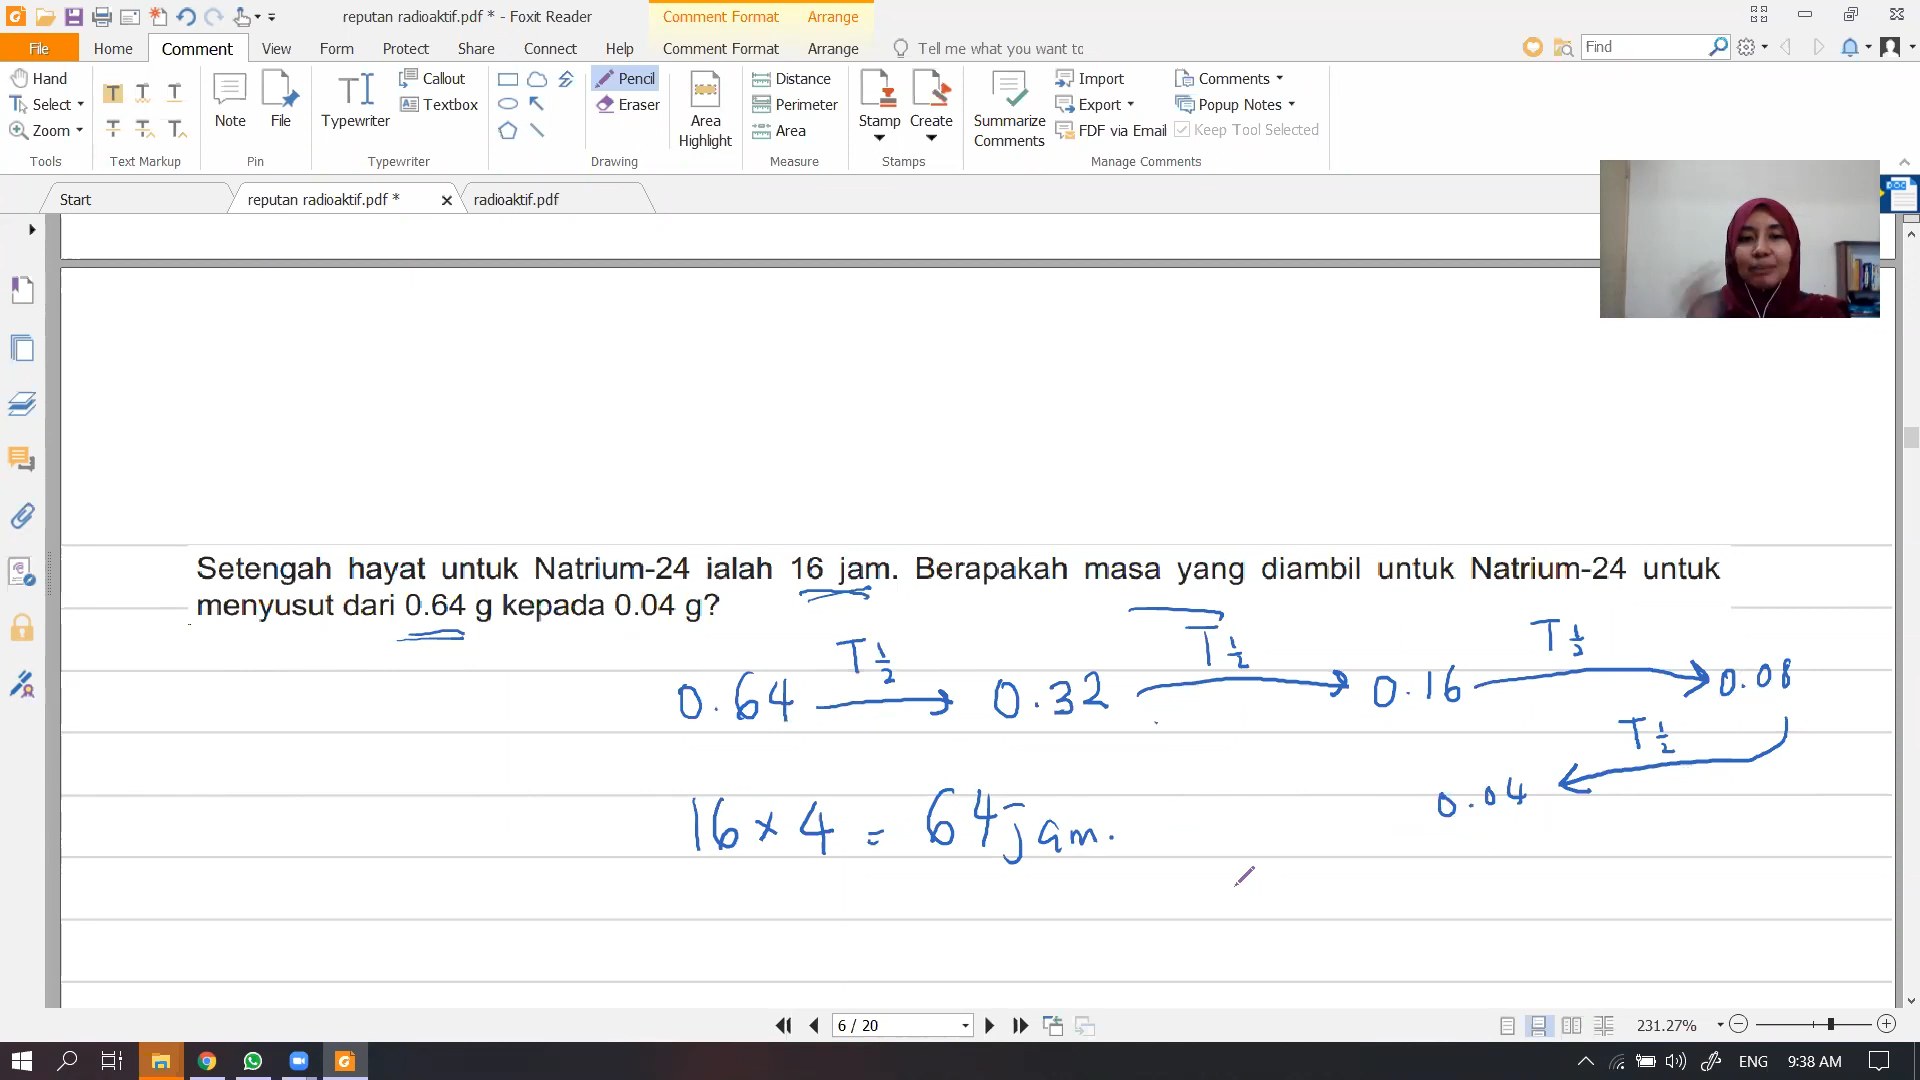 reputan radioaktif.pdf * - Foxit Reader
Comment Format Arrange
File Home Comment View Form Protect Share Connect Help Comment Format Arrange Tell me what you want to Find
Hand
Select
Zoom
Tools
Text Markup
Note File
Pin
Typewriter
Callout
Textbox
Typewriter
Pencil
Eraser
Drawing
Area Highlight
Distance
Perimeter
Area
Measure
Stamp Create
Stamps
Summarize Comments
Import
Export
FDF via Email
Comments
Popup Notes
Keep Tool Selected
Manage Comments
DOC
Start reputan radioaktif.pdf * radioaktif.pdf
Setengah hayat untuk Natrium-24 ialah 16 jam. Berapakah masa yang diambil untuk Natrium-24 untuk
menyusut dari 0.64 g kepada 0.04 g?
T 1/2 T 1/2 T 1/2
0.64 → 0.32 → 0.16 → 0.08
T 1/2
0.04
16 × 4 = 64 jam.
6 / 20
231.27%
ENG 9:38 AM